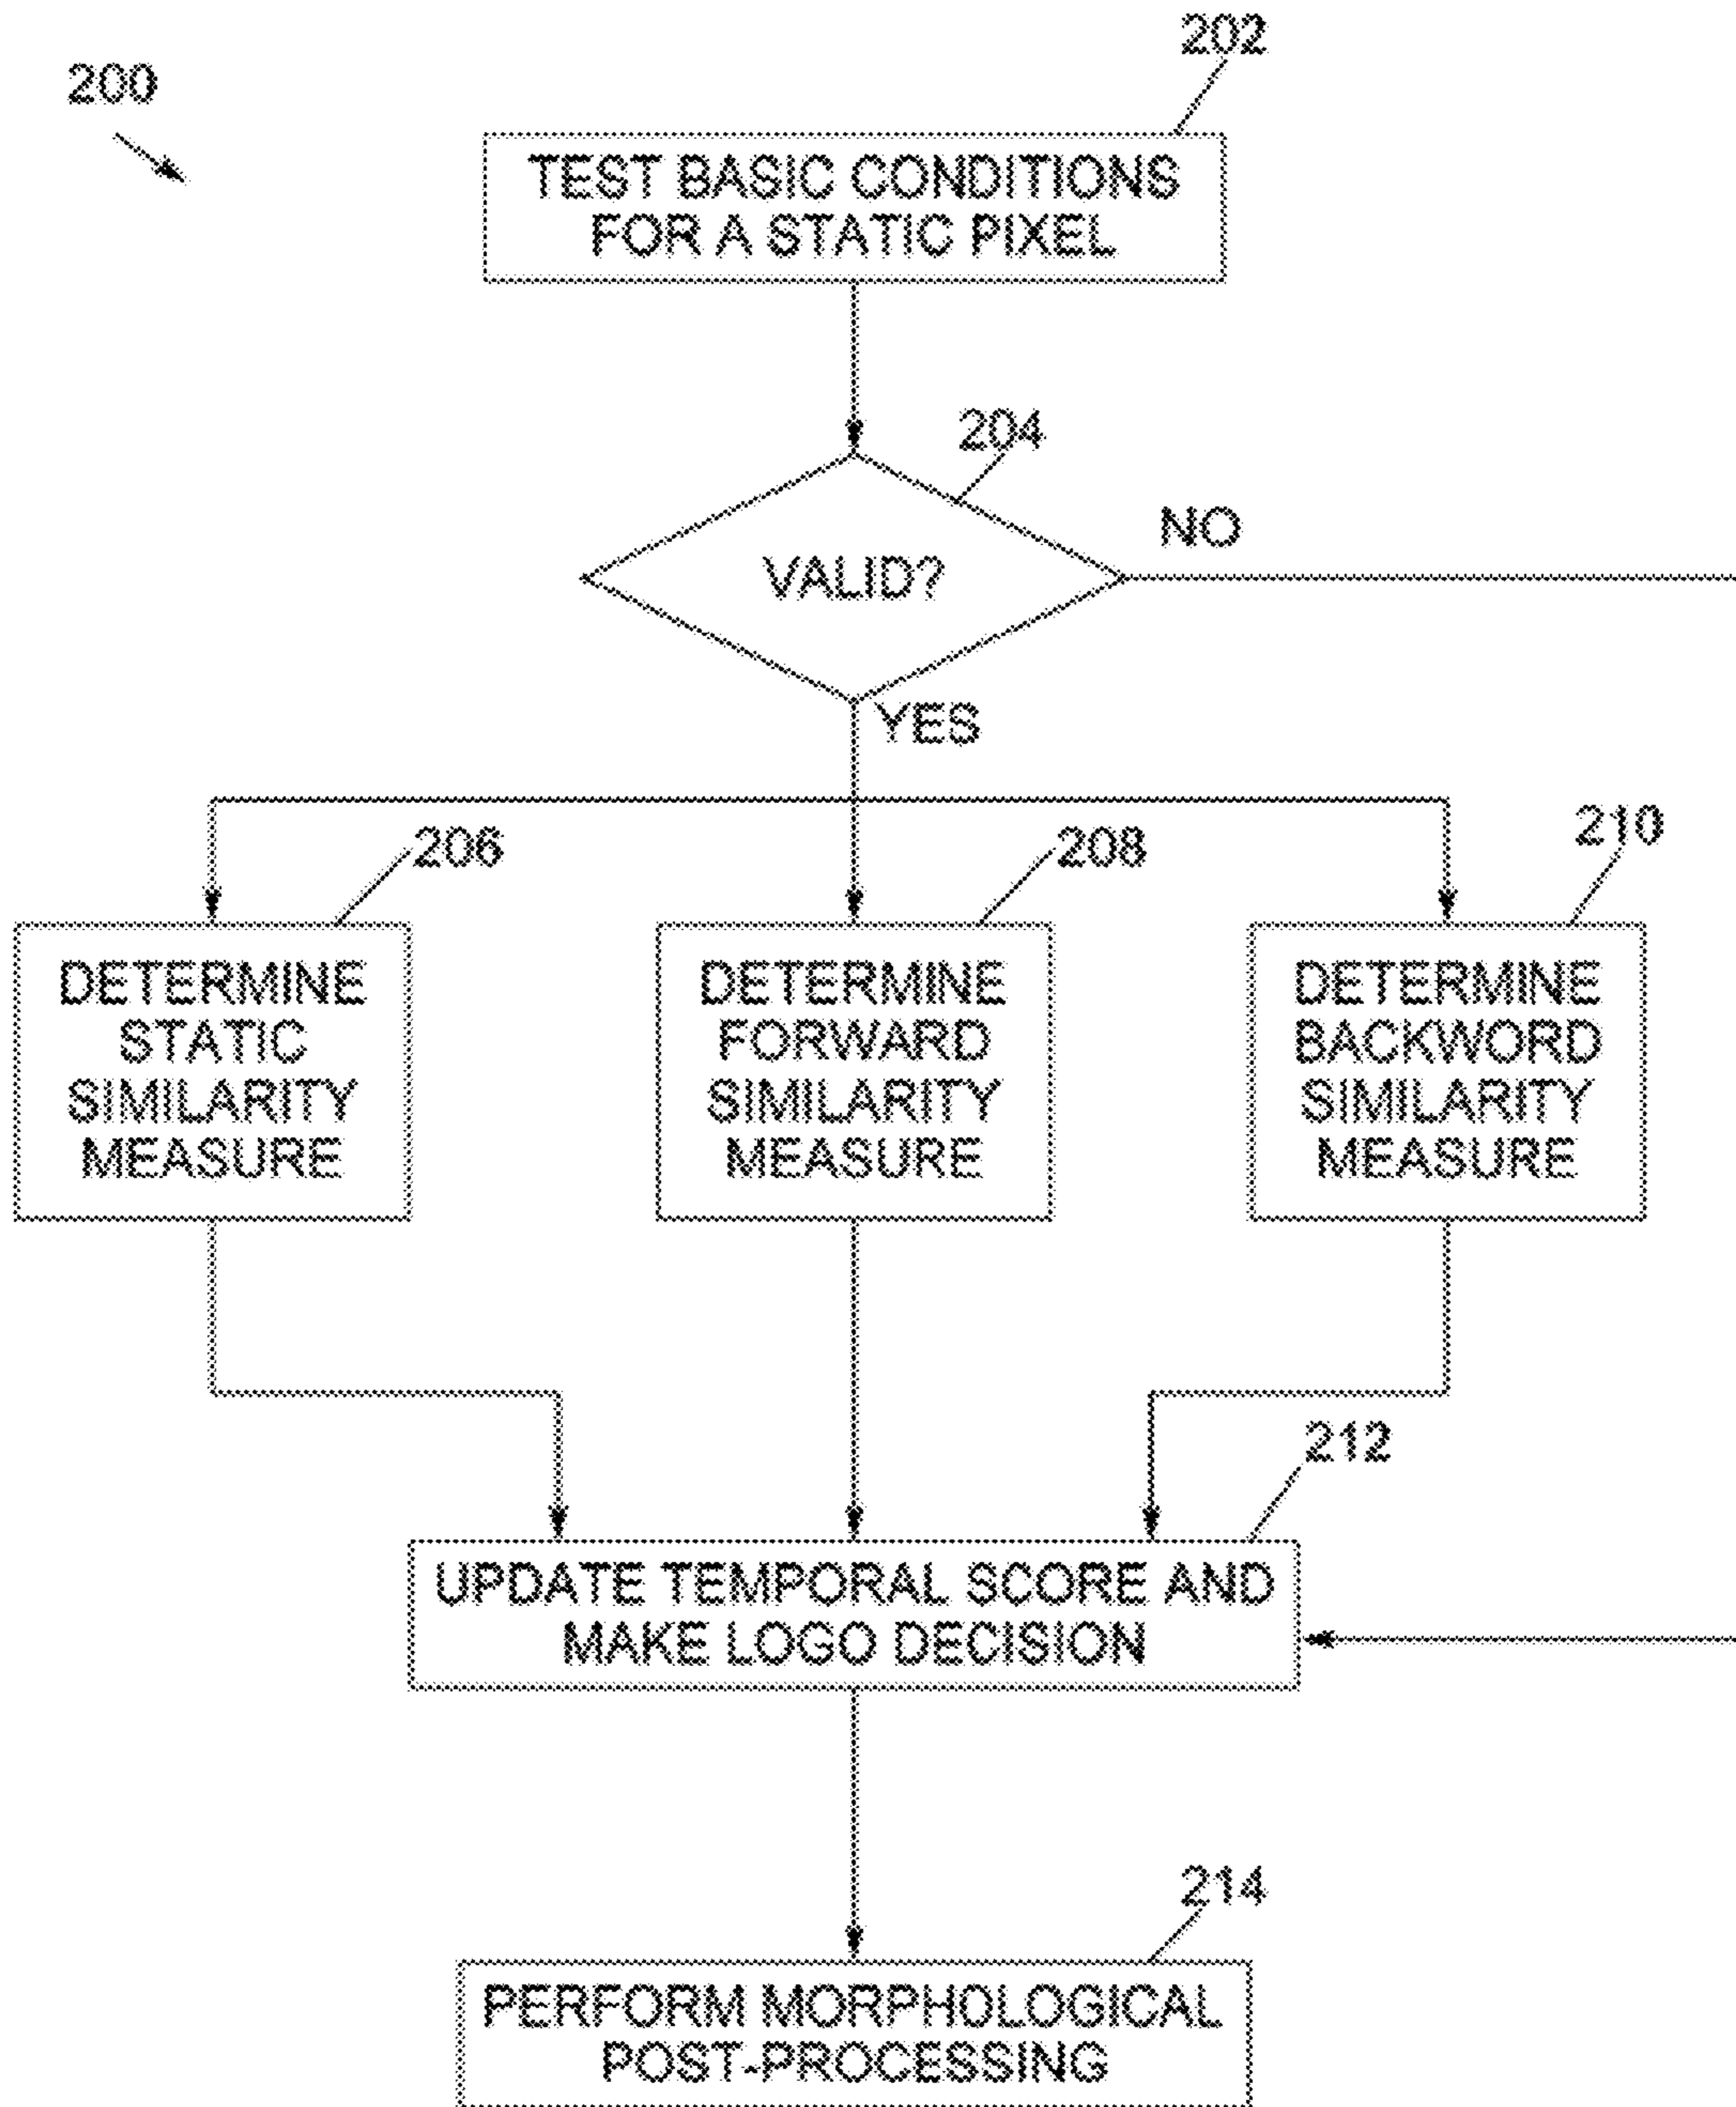 200
202
TEST BASIC CONDITIONS
FOR A STATIC PIXEL
204
VALID?
NO
YES
206
DETERMINE
STATIC
SIMILARITY
MEASURE
208
DETERMINE
FORWARD
SIMILARITY
MEASURE
210
DETERMINE
BACKWORD
SIMILARITY
MEASURE
212
UPDATE TEMPORAL SCORE AND
MAKE LOGO DECISION
214
PERFORM MORPHOLOGICAL
POST-PROCESSING